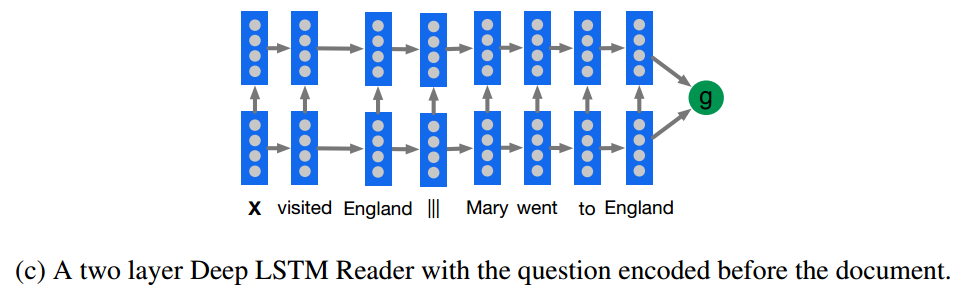 g
X visited England ||| Mary went to England
(c) A two layer Deep LSTM Reader with the question encoded before the document.